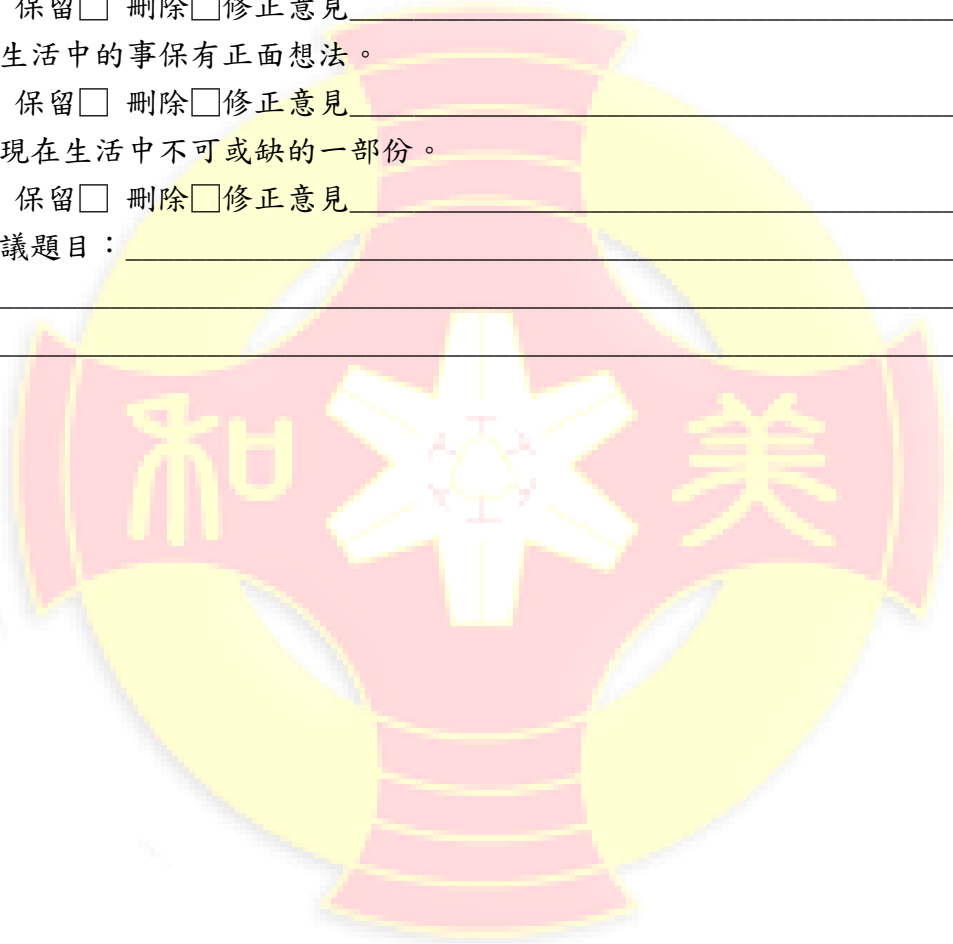 保留□ 刪除□修正意見
生活中的事保有正面想法。
保留□ 刪除□修正意見
現在生活中不可或缺的一部份。
保留□ 刪除□修正意見
議題目：
和 美